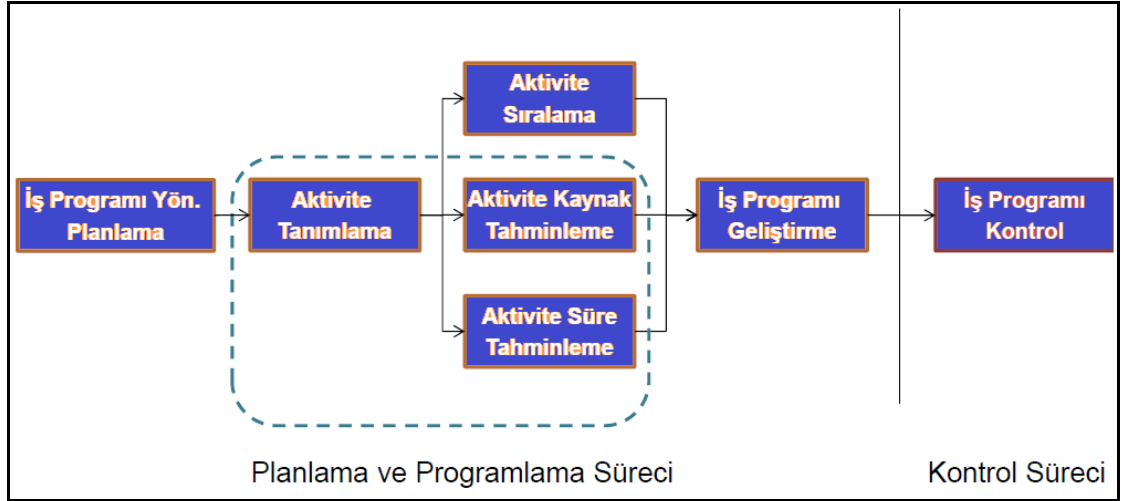 Aktivite
Sıralama
İş Programı Yön.
Planlama
Aktivite
Tanımlama
Aktivite Kaynak
Tahminleme
İş Programı
Geliştirme
İş Programı
Kontrol
Aktivite Süre
Tahminleme
Planlama ve Programlama Süreci
Kontrol Süreci